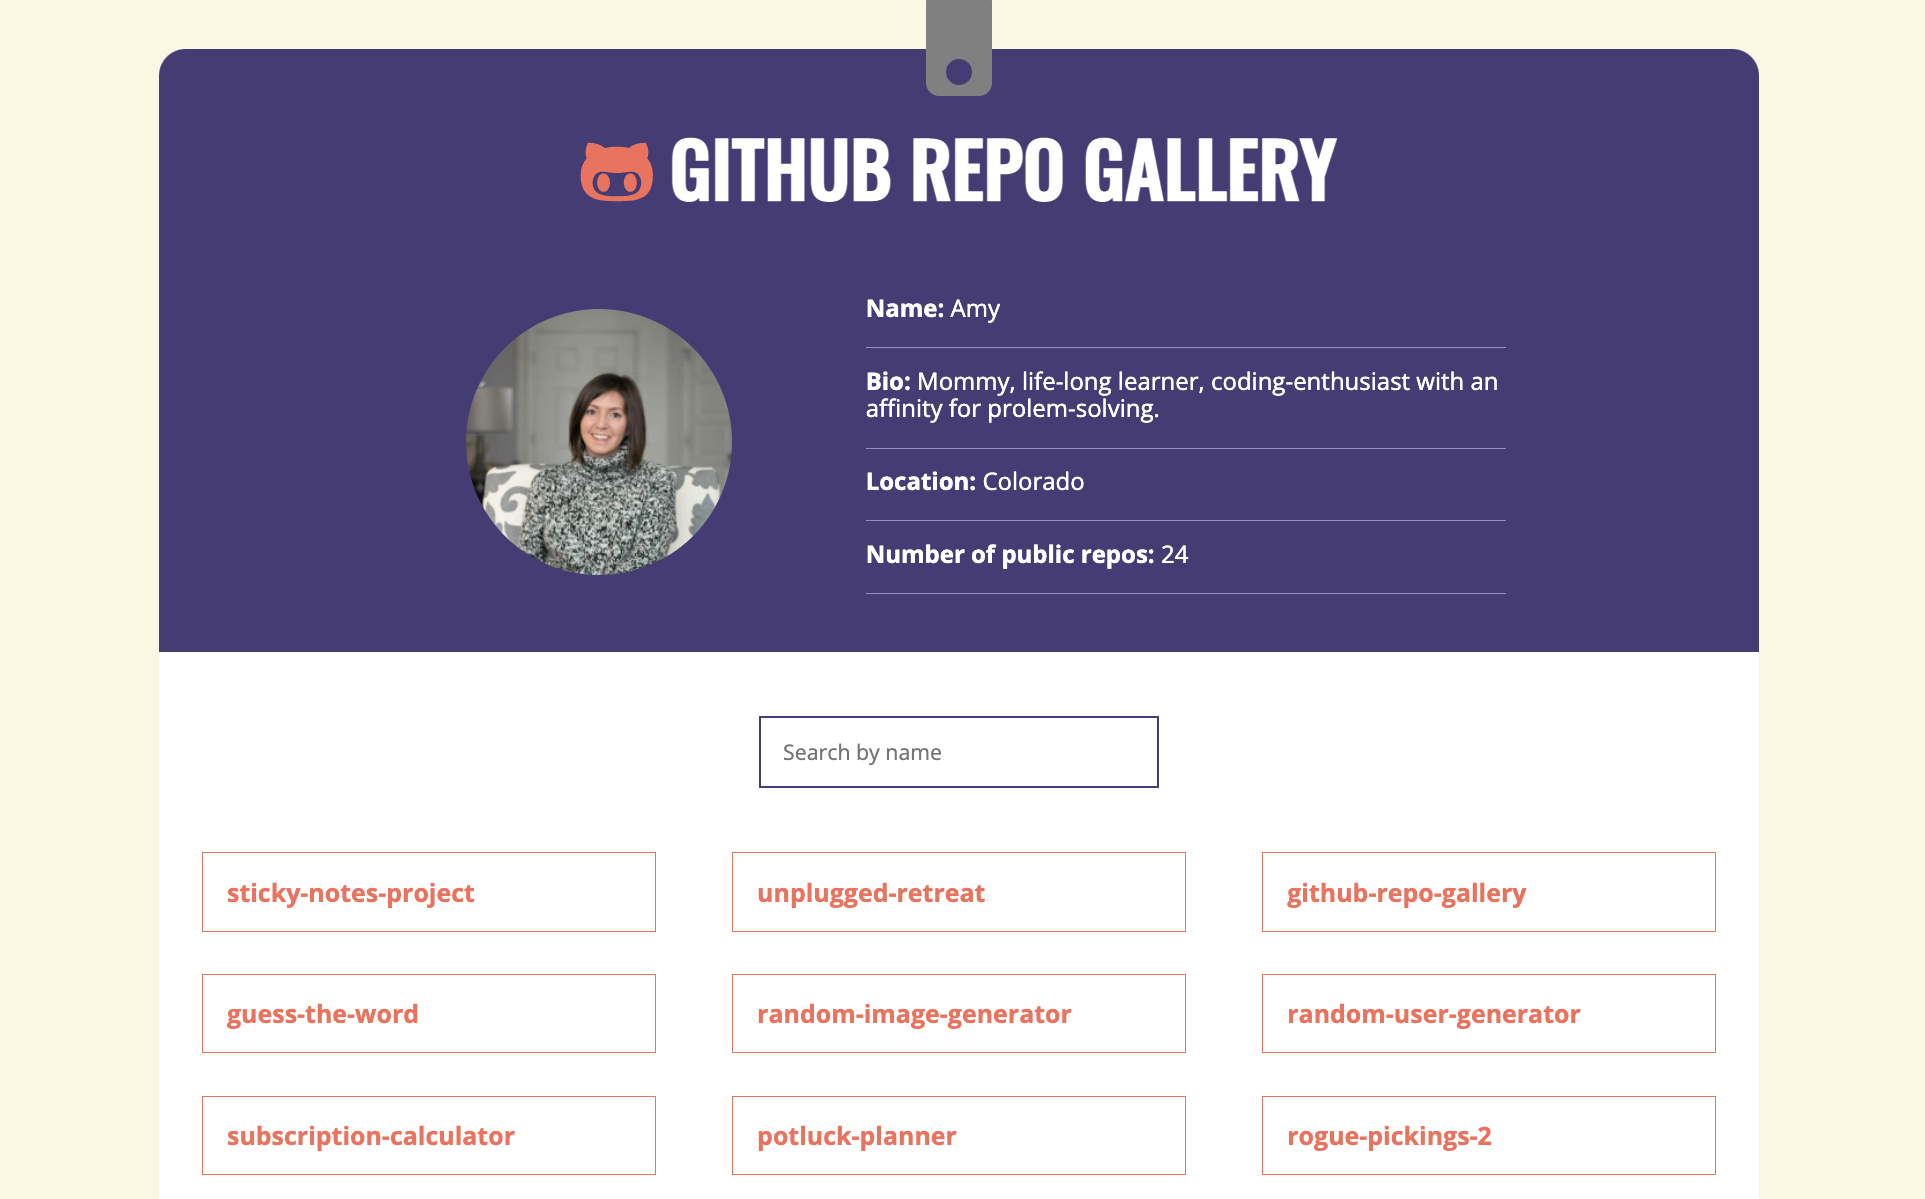 GITHUB REPO GALLERY
Name: Amy
Bio: Mommy, life-long learner, coding-enthusiast with an
affinity for prolem-solving.
Location: Colorado
Number of public repos: 24
Search by name
sticky-notes-project
unplugged-retreat
github-repo-gallery
guess-the-word
random-image-generator
random-user-generator
subscription-calculator
potluck-planner
rogue-pickings-2